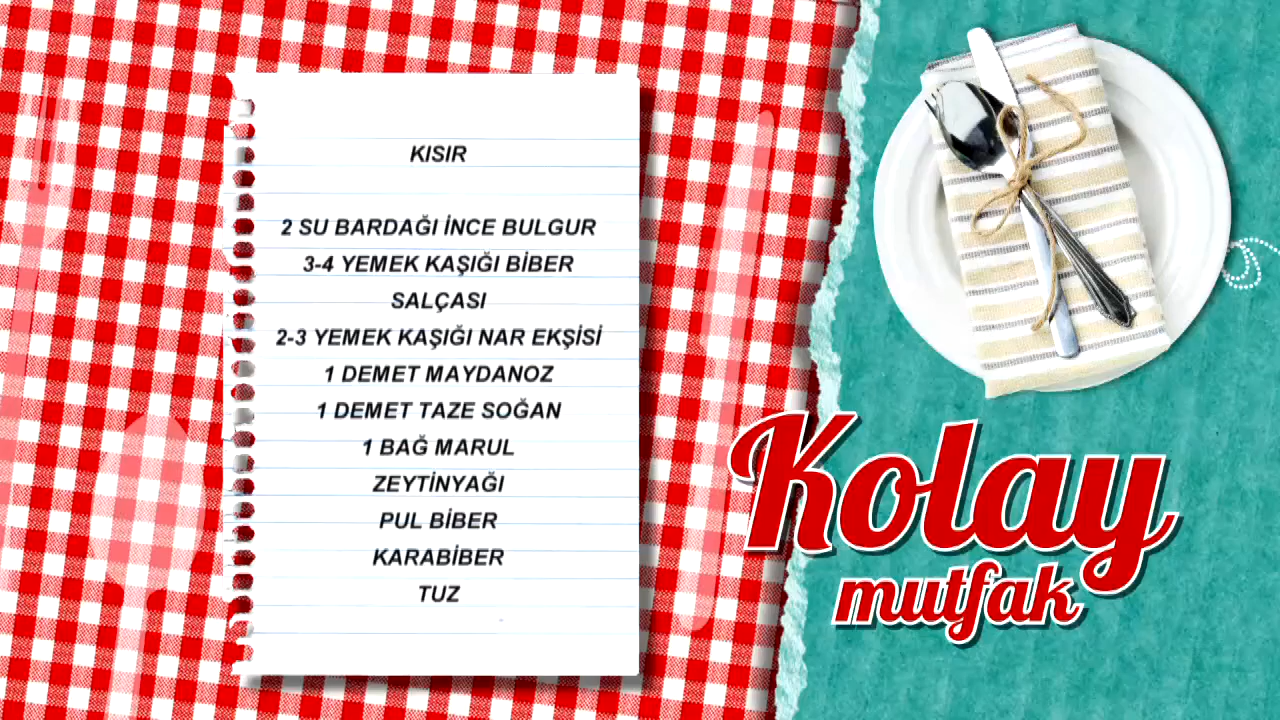 KISIR
2 SU BARDAĞI İNCE BULGUR
3-4 YEMEK KAŞIĞI BİBER
SALÇASI
2-3 YEMEK KAŞIĞI NAR EKŞİSİ
1 DEMET MAYDANOZ
1 DEMET TAZE SOĞAN
1 BAĞ MARUL
ZEYTİNYAĞI
PUL BİBER
KARABİBER
TUZ
Kolay
mutfak